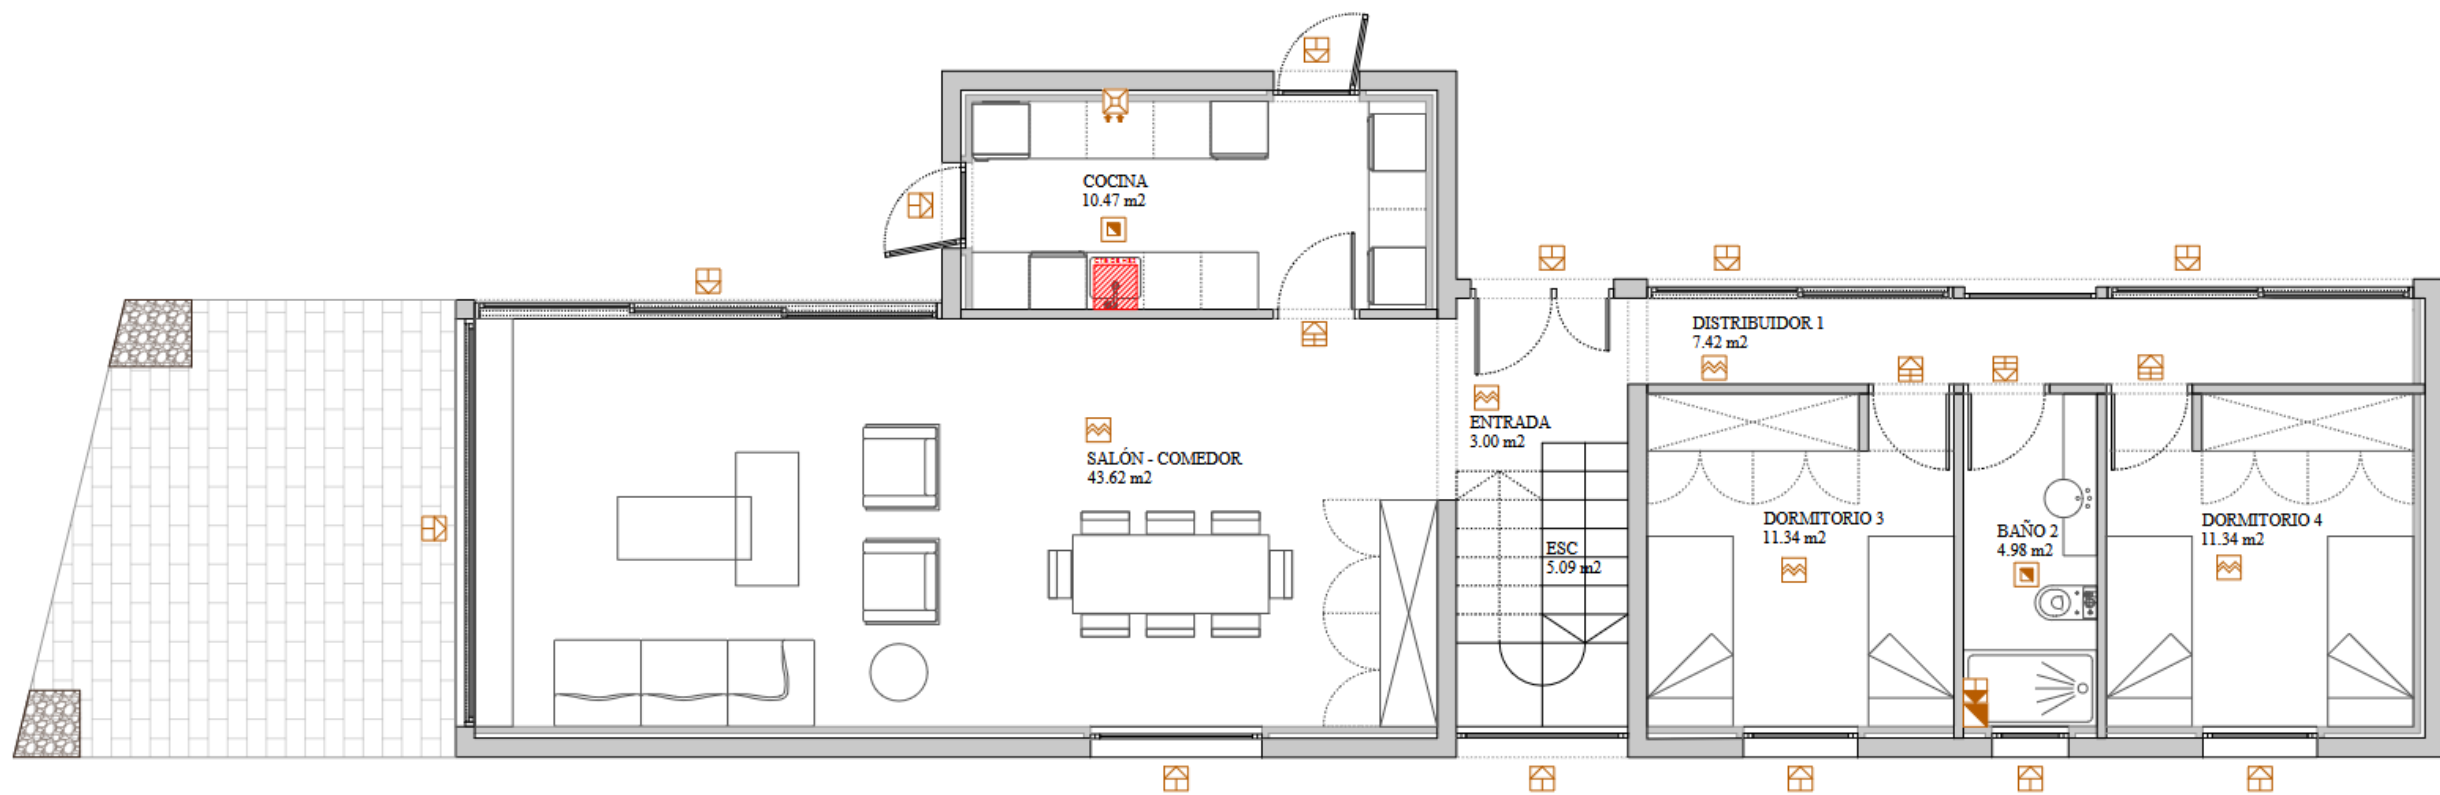 COCINA
10.47 m2
DISTRIBUIDOR 1
7.42 m2
ENTRADA
3.00 m2
SALÓN - COMEDOR
43.62 m2
ESC
5.09 m2
DORMITORIO 3
11.34 m2
BAÑO 2
4.98 m2
DORMITORIO 4
11.34 m2